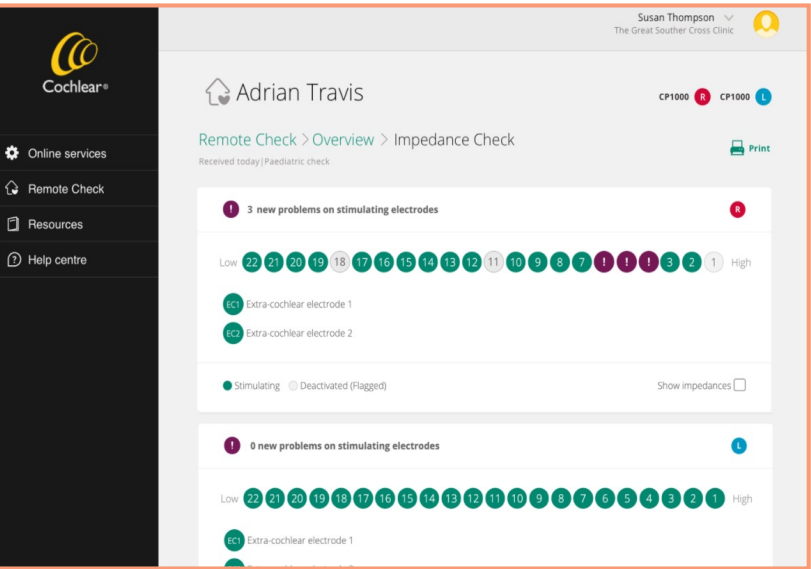 Susan Thompson
The Great Souther Cross Clinic
Cochlear®
Adrian Travis
CP1000 R CP1000 L
Online services
Remote Check
Resources
Help centre
Remote Check > Overview > Impedance Check
Received today|Paediatric check
Print
! 3 new problems on stimulating electrodes R
Low 22 21 20 19 18 17 16 15 14 13 12 11 10 9 8 7 ! ! ! 3 2 1 High
EC1 Extra-cochlear electrode 1
EC2 Extra-cochlear electrode 2
Stimulating Deactivated (Flagged) Show impedances
! 0 new problems on stimulating electrodes L
Low 22 21 20 19 18 17 16 15 14 13 12 11 10 9 8 7 6 5 4 3 2 1 High
EC1 Extra-cochlear electrode 1